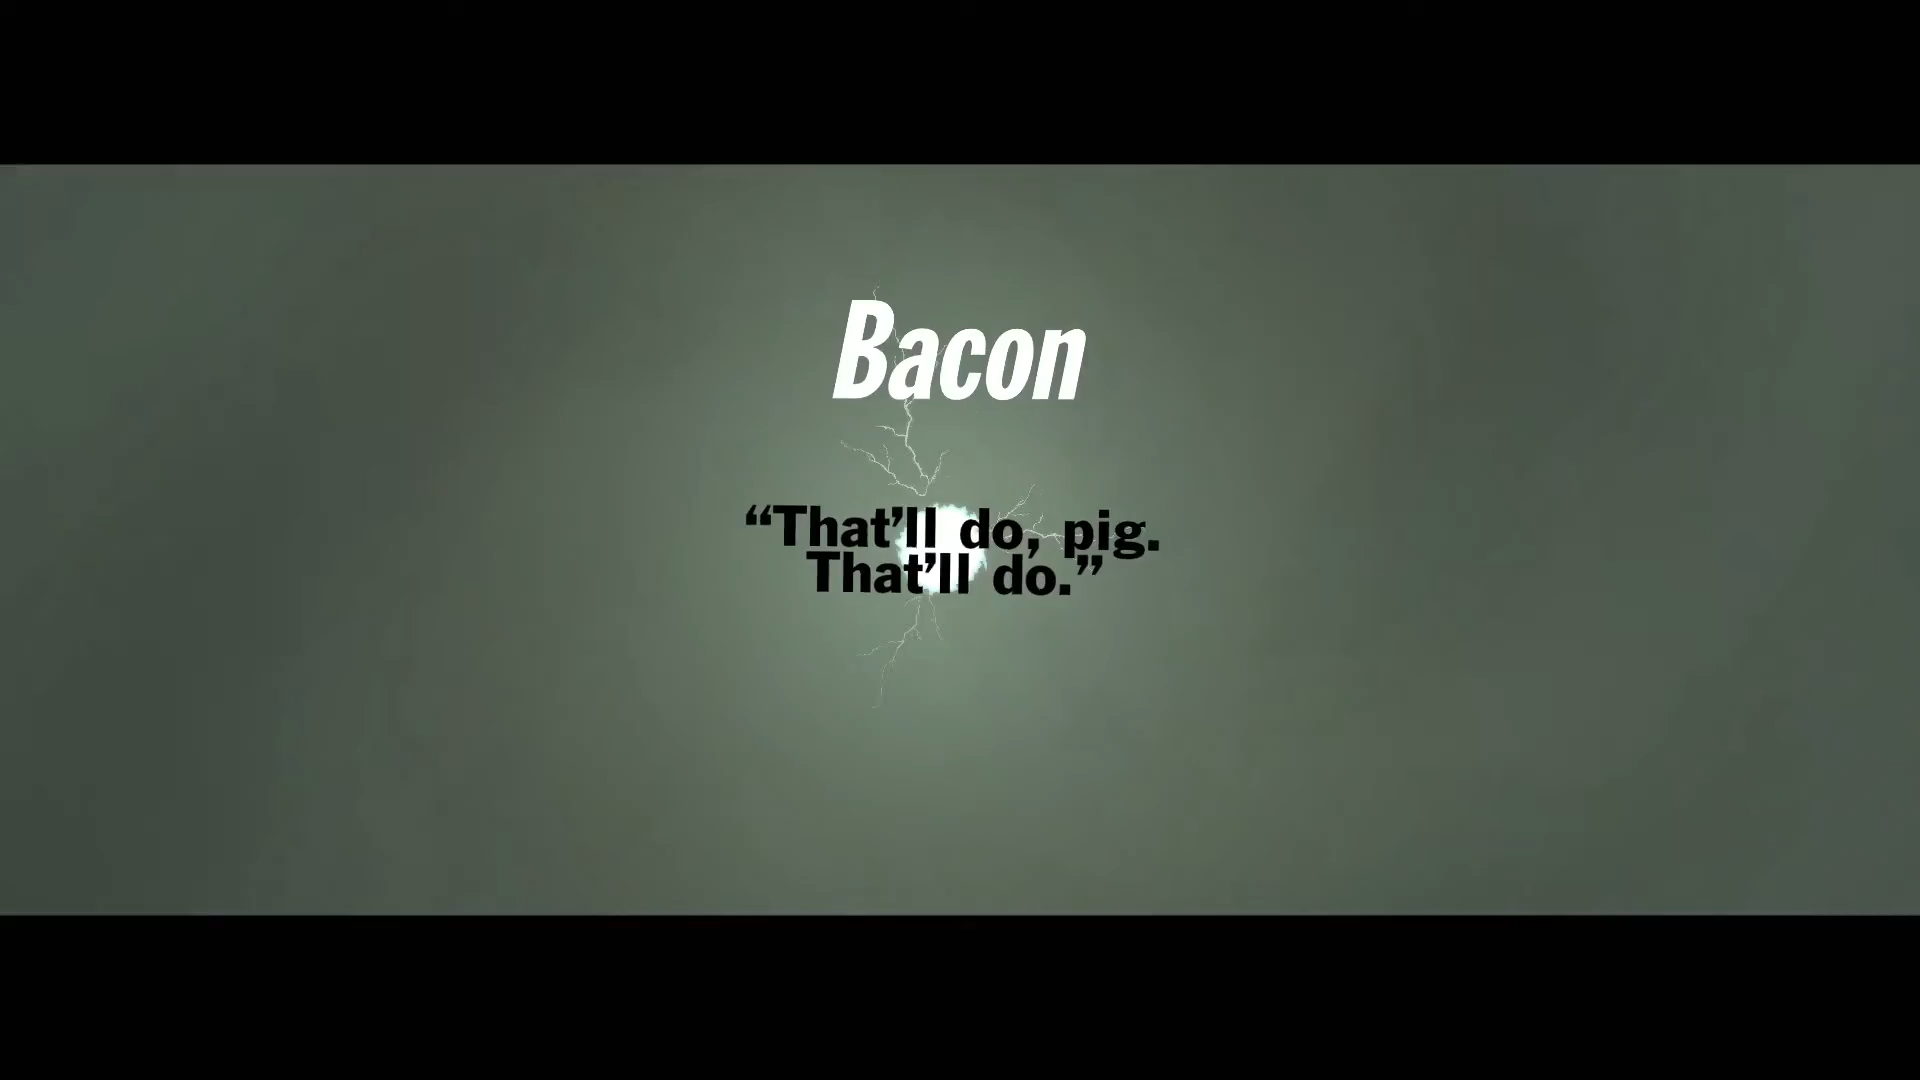 Bacon
“That’ll do, pig.
That’ll do.”